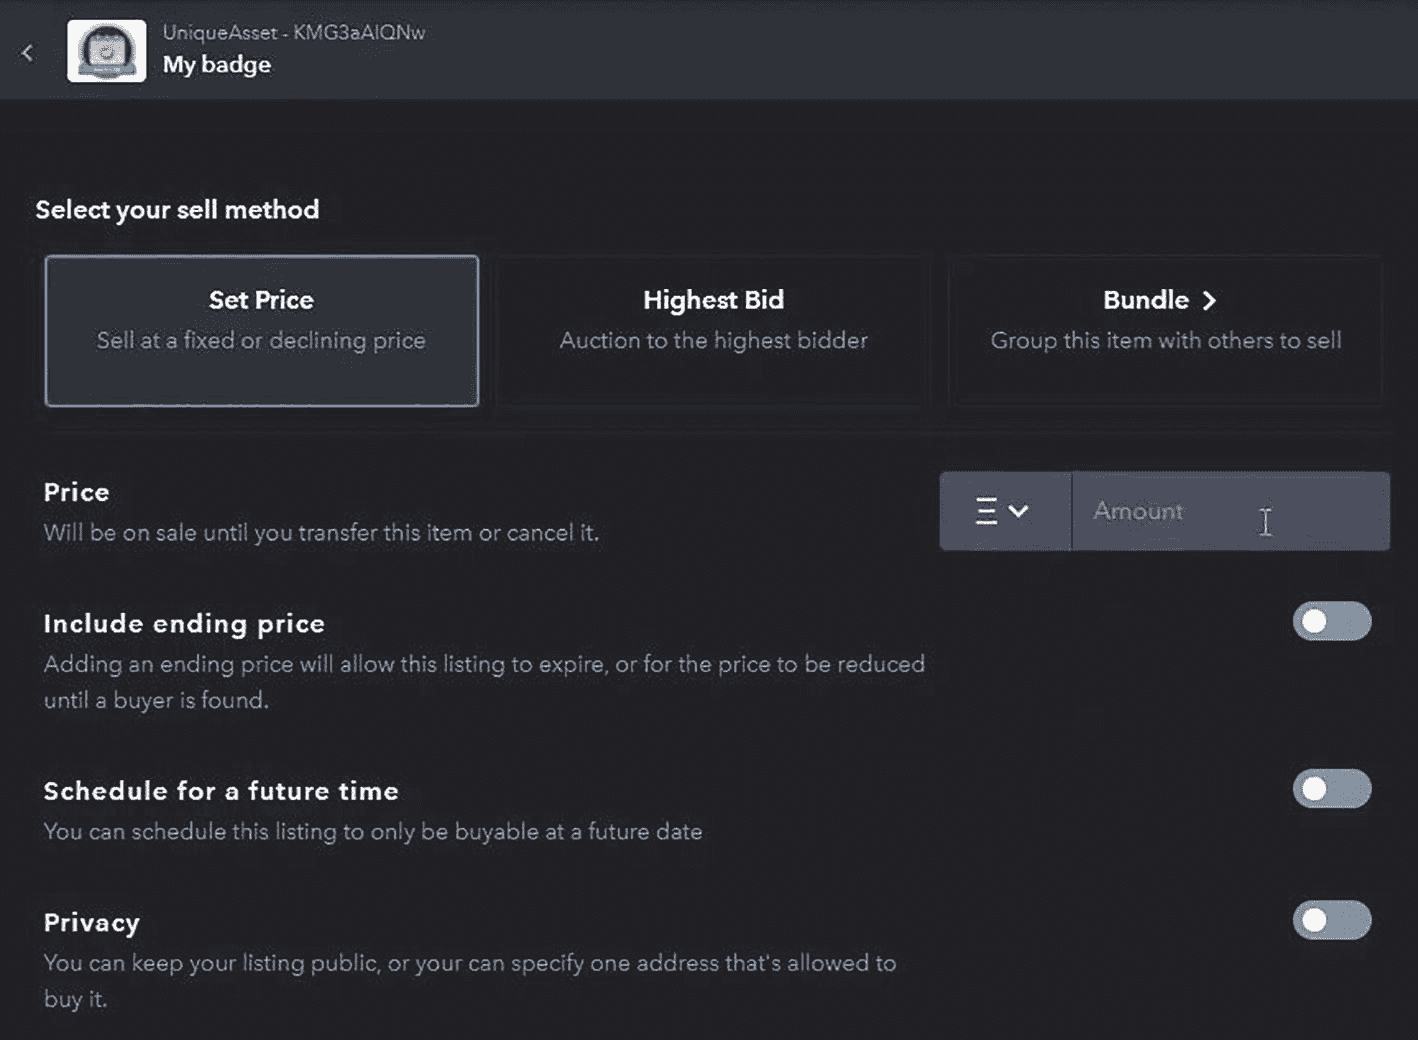 UniqueAsset - KMG3aAIQNw
My badge
Select your sell method
Set Price
Sell at a fixed or declining price
Highest Bid
Auction to the highest bidder
Bundle
Group this item with others to sell
Price
Will be on sale until you transfer this item or cancel it.
Amount
Include ending price
Adding an ending price will allow this listing to expire, or for the price to be reduced
until a buyer is found.
Schedule for a future time
You can schedule this listing to only be buyable at a future date
Privacy
You can keep your listing public, or your can specify one address that's allowed to
buy it.